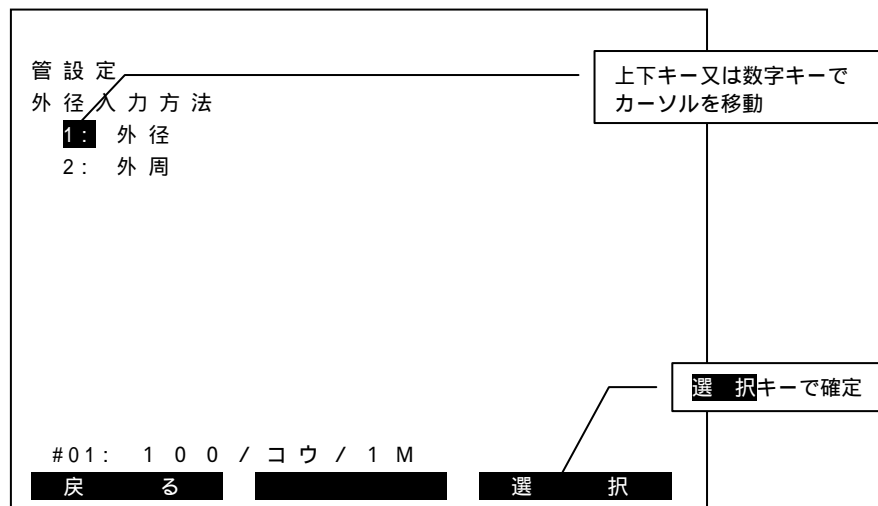 管設定
外径入力方法
1: 外径
2: 外周
上下キー又は数字キーで
カーソルを移動
選 択キーで確定
#01: 100/コウ/1M
戻 る 選 択